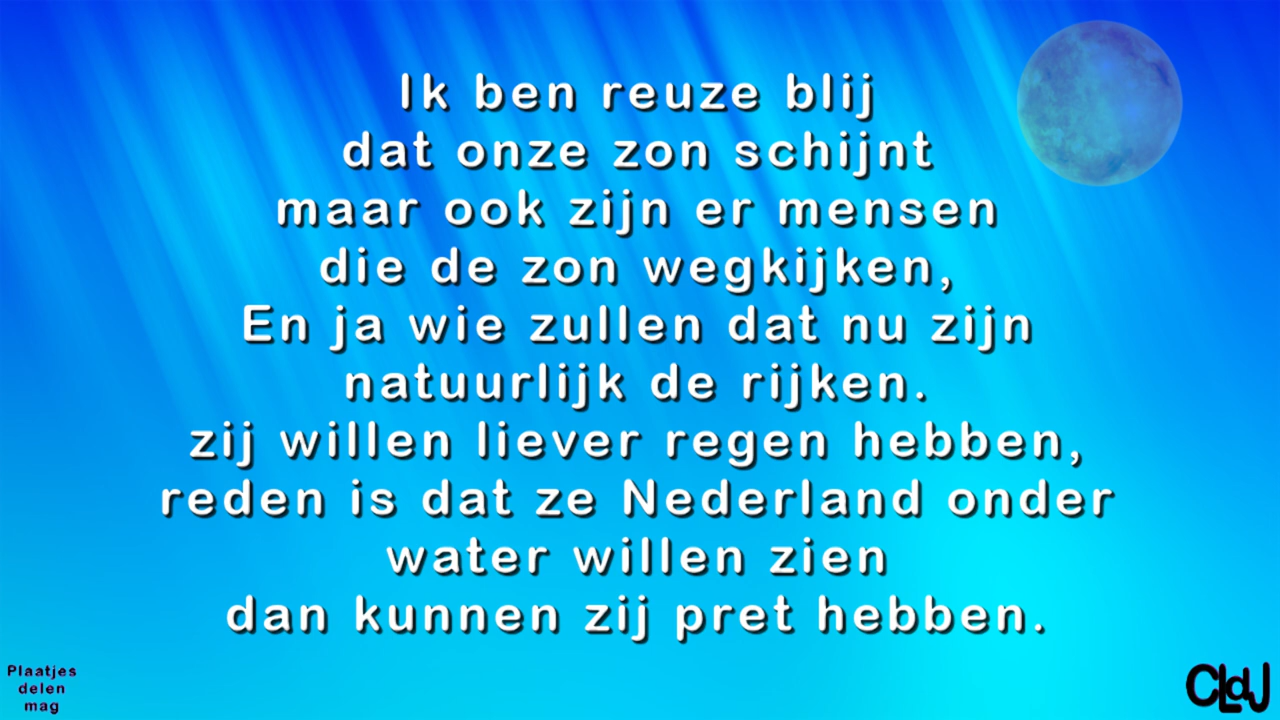 Ik ben reuze blij
dat onze zon schijnt
maar ook zijn er mensen
die de zon wegkijken,
En ja wie zullen dat nu zijn
natuurlijk de rijken.
zij willen liever regen hebben,
reden is dat ze Nederland onder
water willen zien
dan kunnen zij pret hebben.
Plaatjes
delen
mag
CLdJ